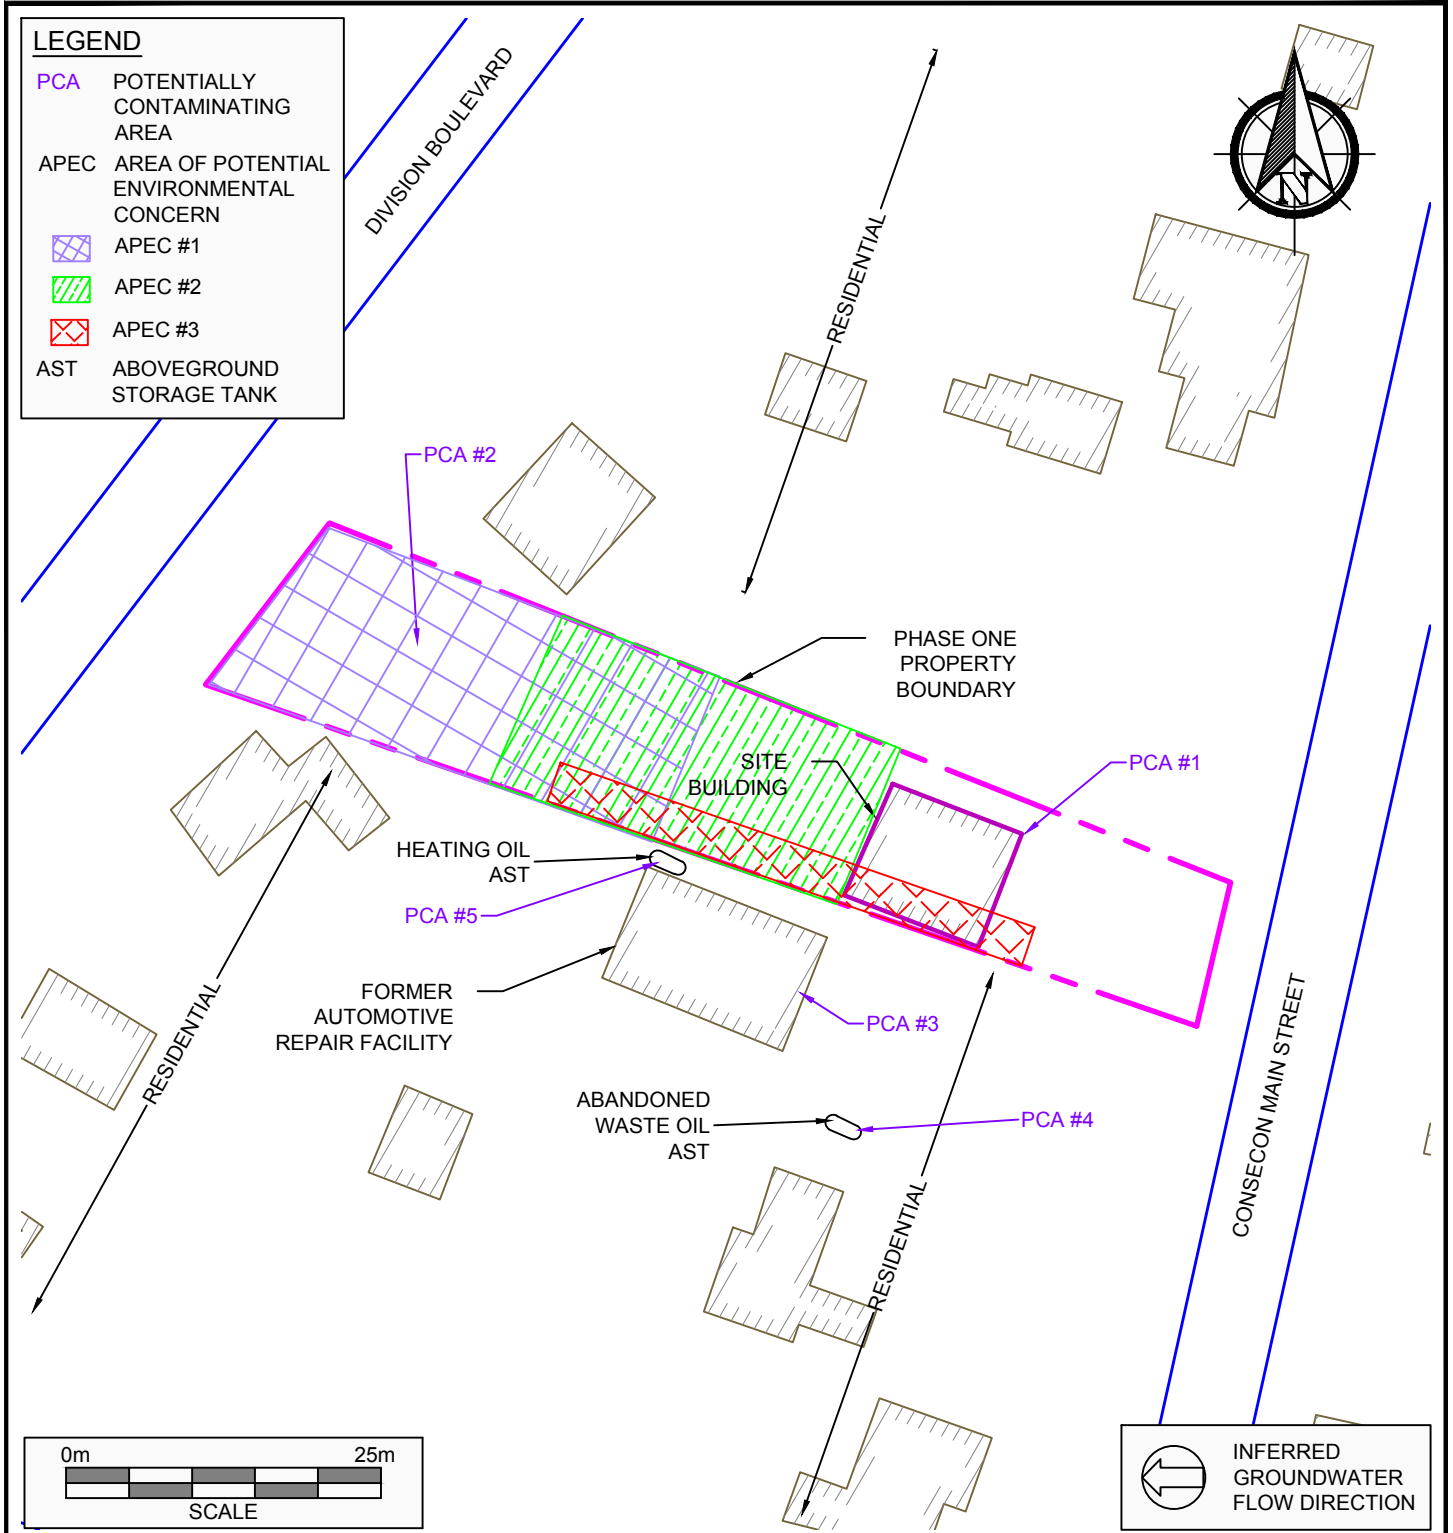 LEGEND
PCA POTENTIALLY
CONTAMINATING
AREA
APEC AREA OF POTENTIAL
ENVIRONMENTAL
CONCERN
APEC #1
APEC #2
APEC #3
AST ABOVEGROUND
STORAGE TANK
DIVISION BOULEVARD
N
RESIDENTIAL
PCA #2
PHASE ONE
PROPERTY
BOUNDARY
SITE
BUILDING
PCA #1
HEATING OIL
AST
PCA #5
FORMER
AUTOMOTIVE
REPAIR FACILITY
PCA #3
RESIDENTIAL
ABANDONED
WASTE OIL
AST
PCA #4
RESIDENTIAL
CONSECON MAIN STREET
0m 25m
SCALE
INFERRED
GROUNDWATER
FLOW DIRECTION